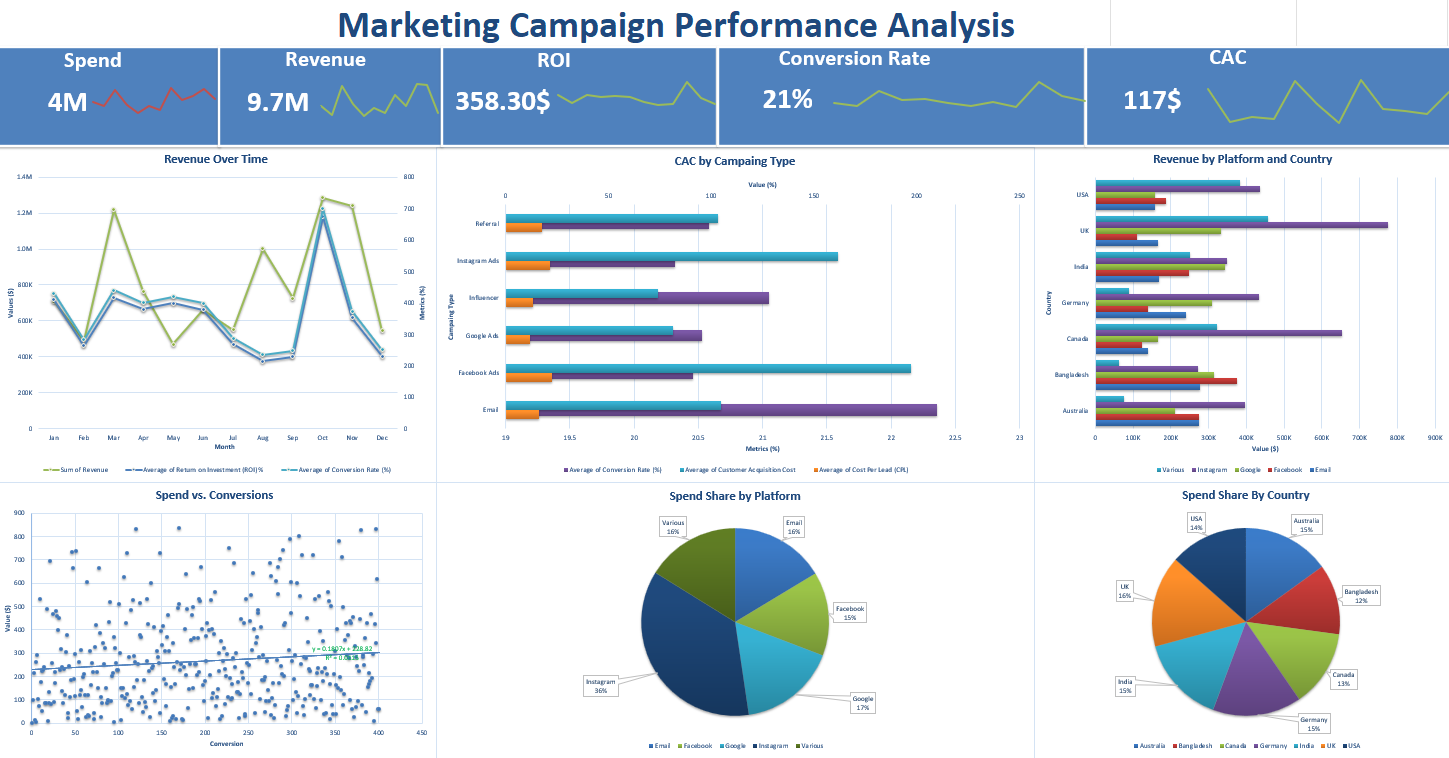 Marketing Campaign Performance Analysis
Spend
4M
Revenue
9.7M
ROI
358.30$
Conversion Rate
21%
CAC
117$
Revenue Over Time
1.4M
1.2M
1.0M
800K
600K
400K
200K
0
Values ($)
800
700
600
500
400
300
200
100
0
Metrics (%)
Jan Feb Mar Apr May Jun Jul Aug Sep Oct Nov Dec
Month
Sum of Revenue Average of Return on Investment (ROI)% Average of Conversion Rate (%)
CAC by Campaing Type
Value (%)
0 50 100 150 200 250
Campaing Type
Referral
Instagram Ads
Influencer
Google Ads
Facebook Ads
Email
19 19.5 20 20.5 21 21.5 22 22.5 23
Metrics (%)
Average of Conversion Rate (%) Average of Customer Acquisition Cost Average of Cost Per Lead (CPL)
Revenue by Platform and Country
Country
USA
UK
India
Germany
Canada
Bangladesh
Australia
0 100K 200K 300K 400K 500K 600K 700K 800K 900K
Value ($)
Various Instagram Google Facebook Email
Spend vs. Conversions
900
800
700
600
500
400
300
200
100
0
Value ($)
0 50 100 150 200 250 300 350 400 450
Conversion
Spend Share by Platform
Various
16%
Email
16%
Facebook
15%
Instagram
36%
Google
17%
Email Facebook Google Instagram Various
Spend Share By Country
USA
14%
Australia
15%
UK
16%
Bangladesh
12%
India
15%
Canada
13%
Germany
15%
Australia Bangladesh Canada Germany India UK USA